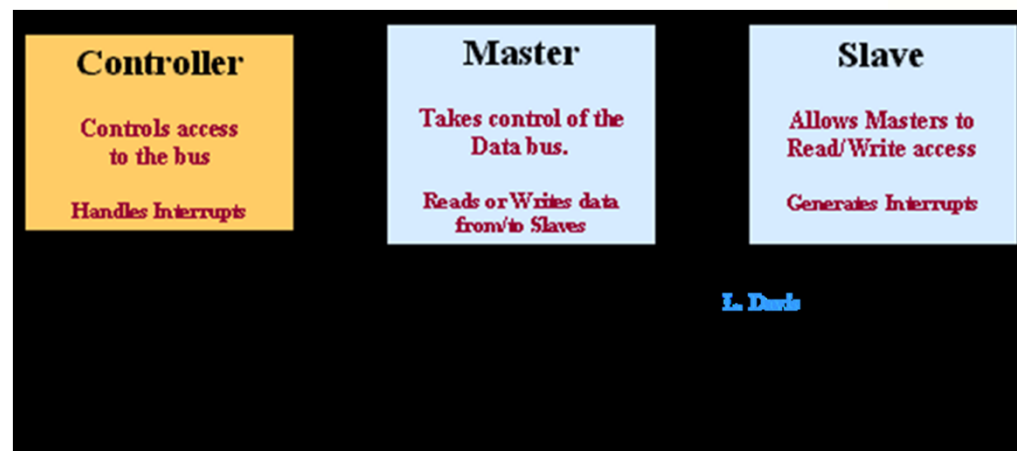 Controller
Controls access
to the bus
Handles Interrupts
Master
Takes control of the
Data bus.
Reads or Writes data
from/to Slaves
Slave
Allows Masters to
Read/Write access
Generates Interrupts
L. Davis